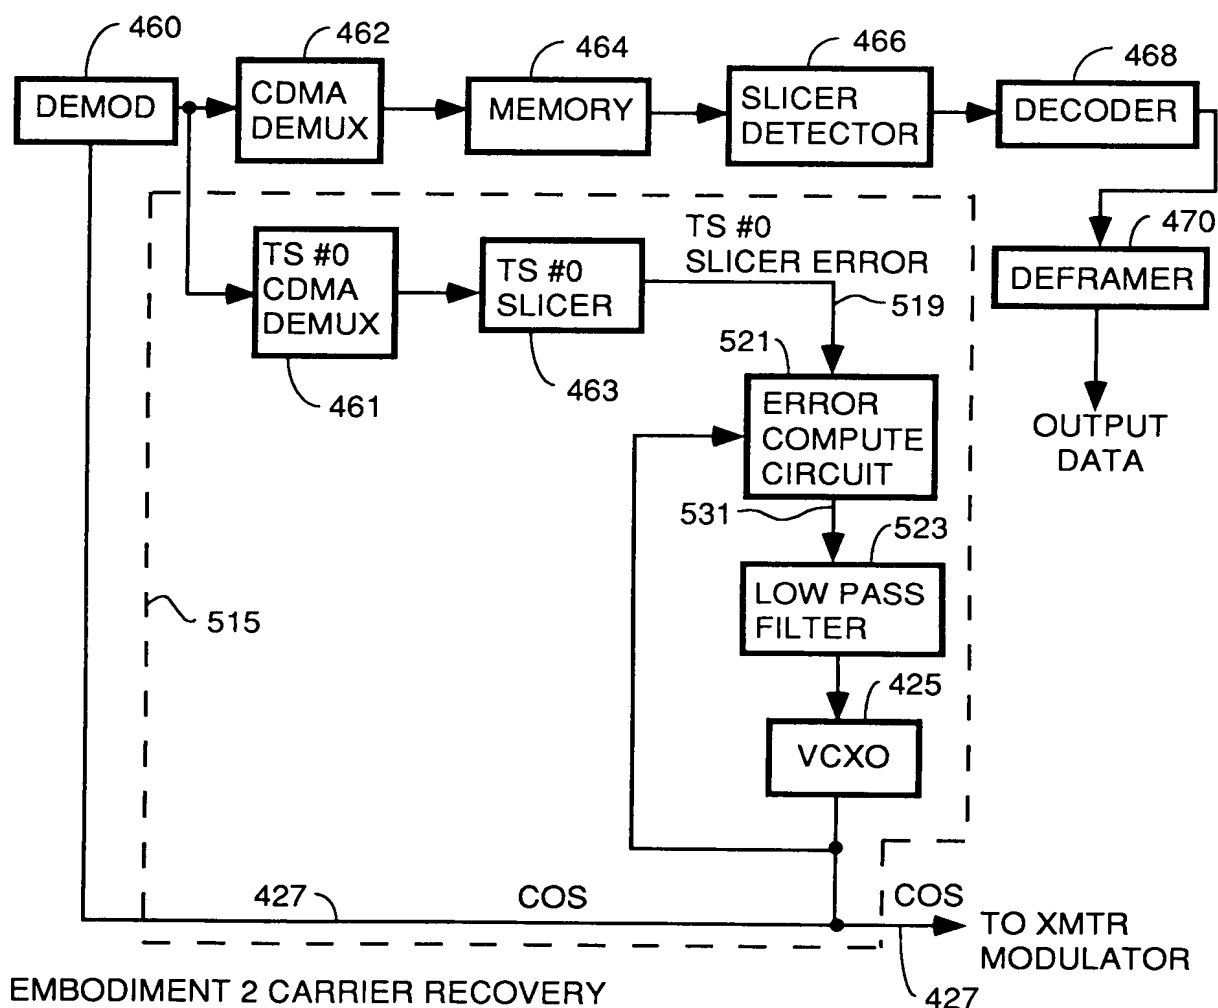 460
462
464
466
468
DEMOD
CDMA
DEMUX
MEMORY
SLICER
DETECTOR
DECODER
TS #0
CDMA
DEMUX
461
TS #0
SLICER
463
TS #0
SLICER ERROR
519
470
DEFRAMER
OUTPUT
DATA
521
ERROR
COMPUTE
CIRCUIT
531
523
LOW PASS
FILTER
515
425
VCXO
427
COS
COS
TO XMTR
MODULATOR
427
EMBODIMENT 2 CARRIER RECOVERY